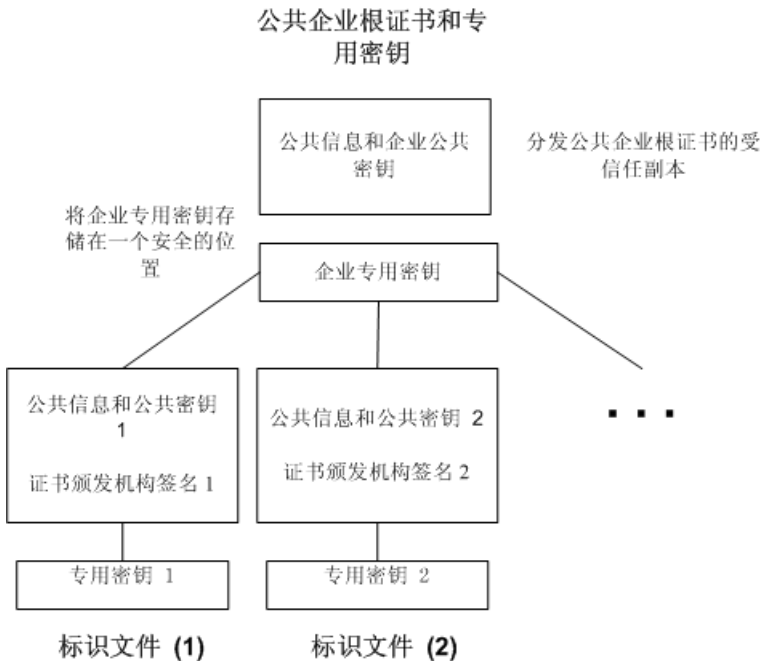 公共企业根证书和专
用密钥
公共信息和企业公共
密钥
分发公共企业根证书的受
信任副本
将企业专用密钥存
储在一个安全的位
置
企业专用密钥
公共信息和公共密钥
1
证书颁发机构签名 1
公共信息和公共密钥 2
证书颁发机构签名 2
. . .
专用密钥 1
专用密钥 2
标识文件 (1)
标识文件 (2)